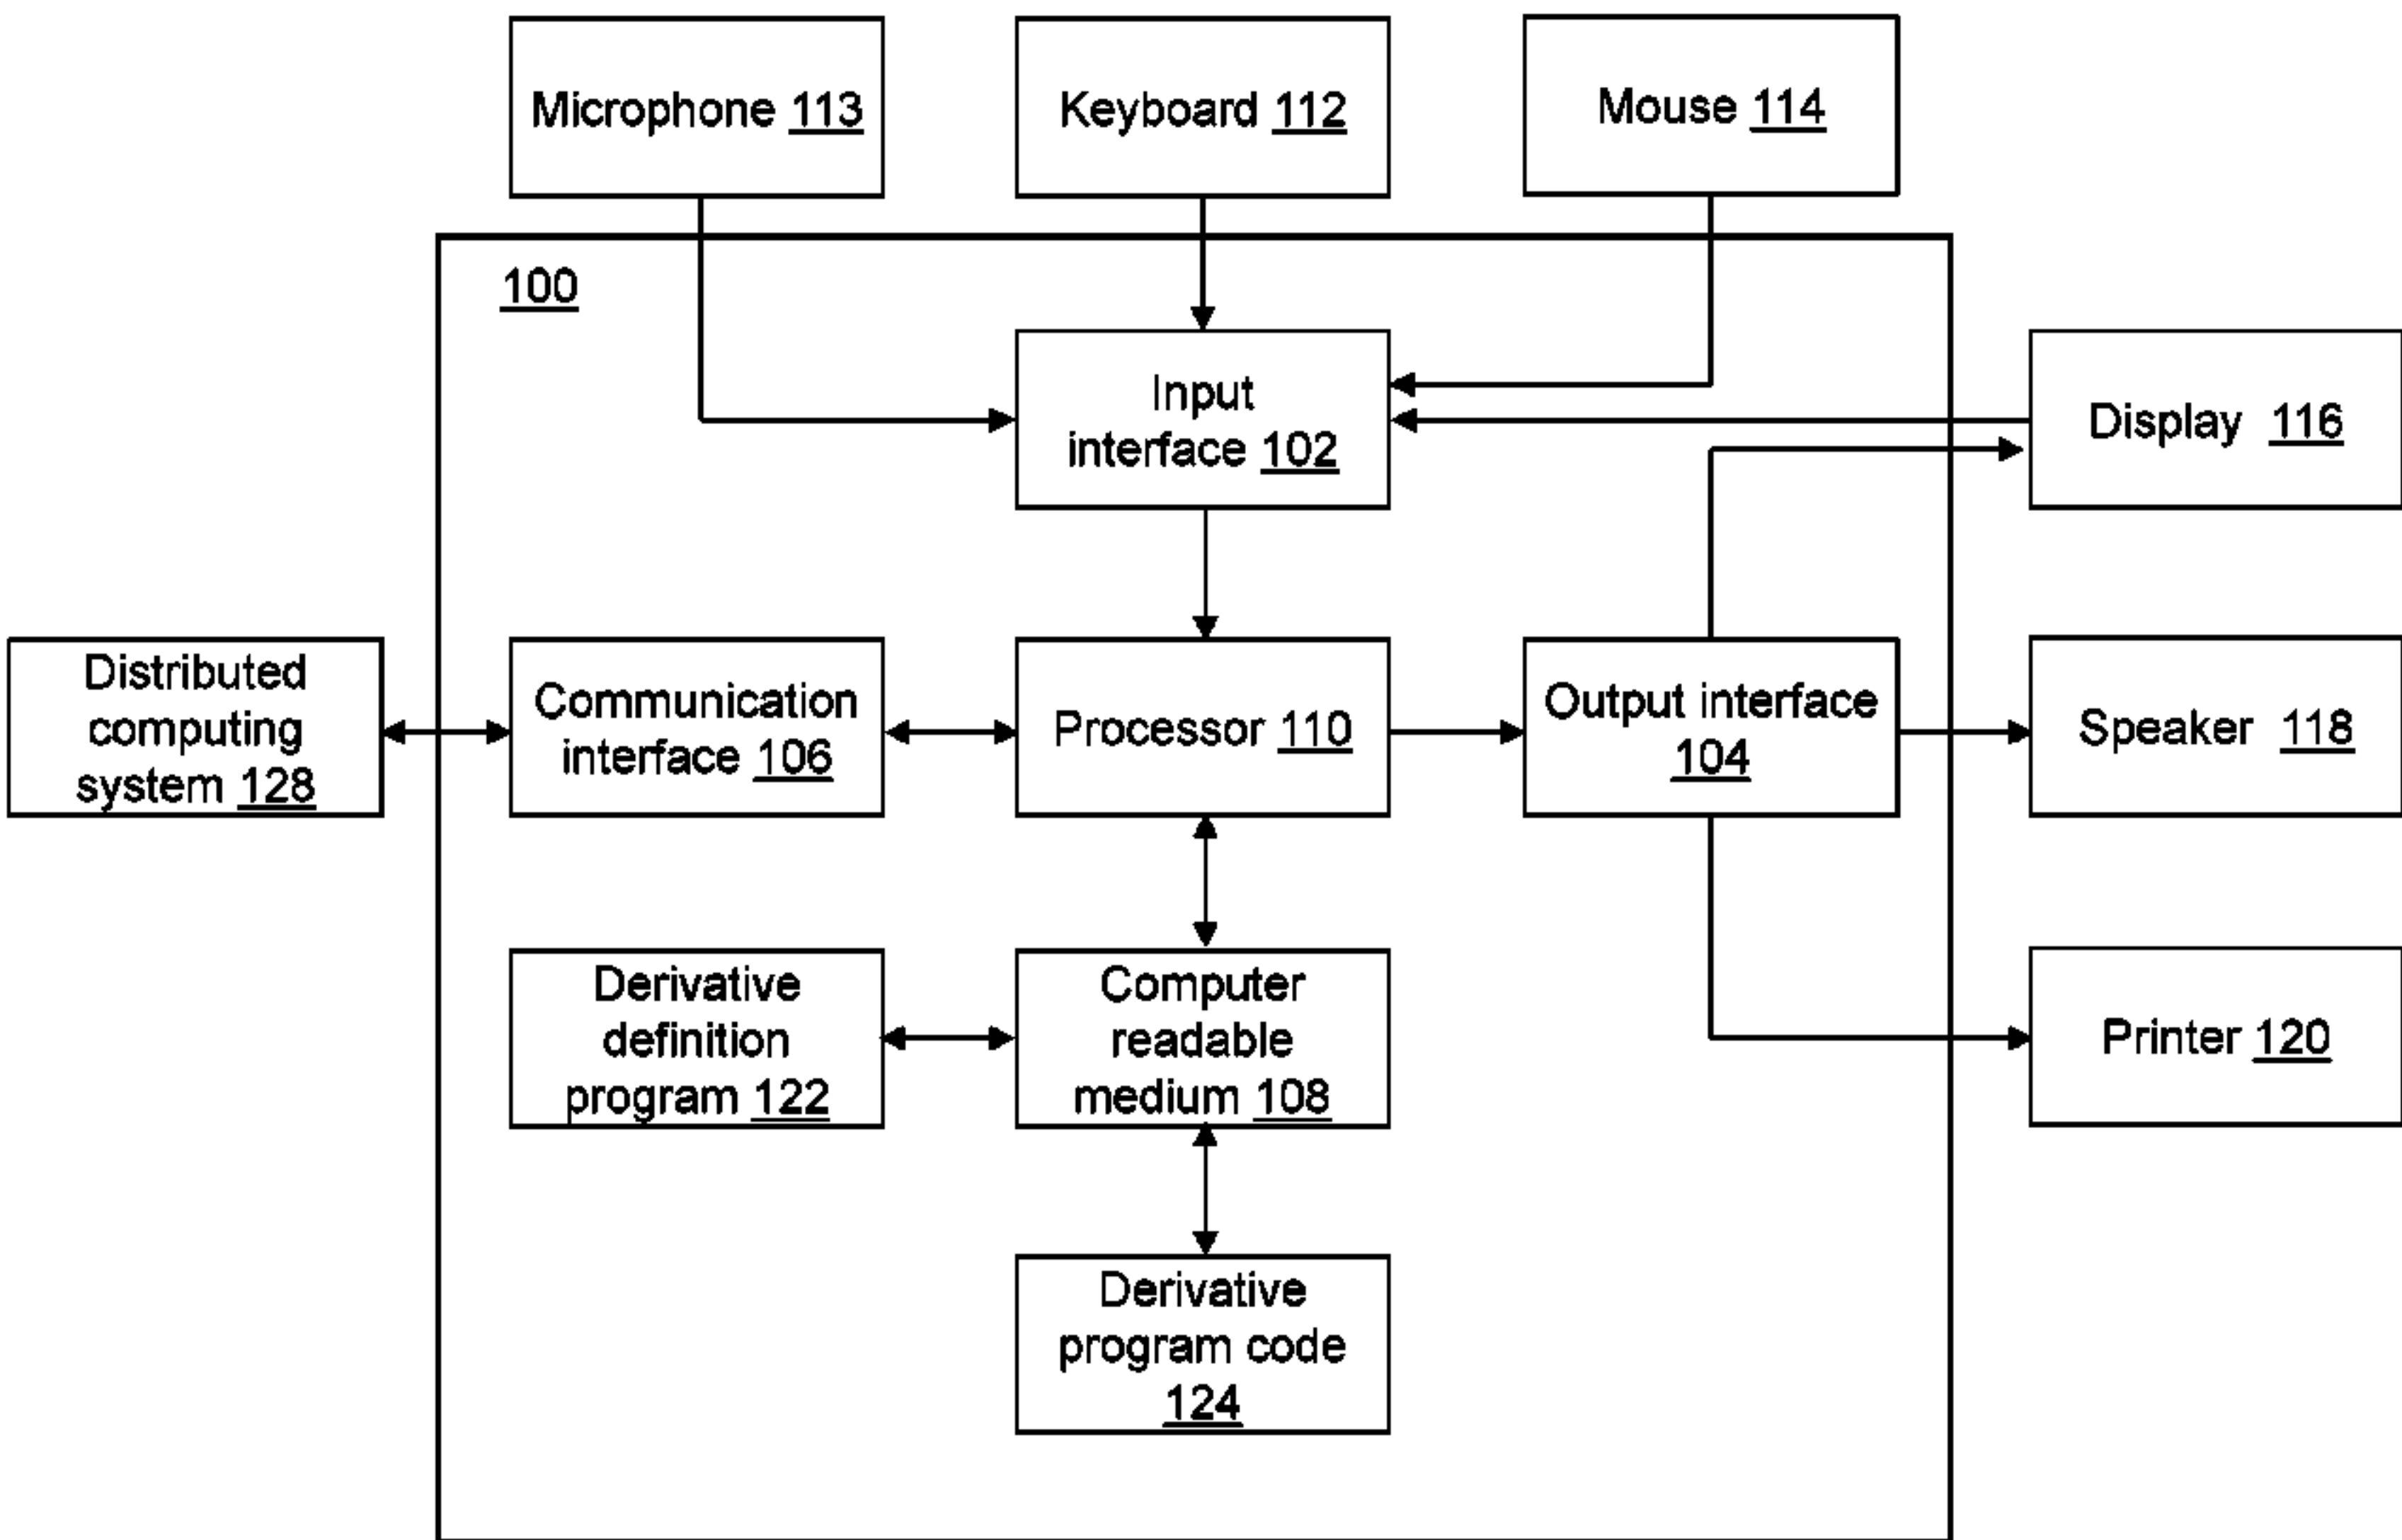 Microphone 113
Keyboard 112
Mouse 114
100
Input
interface 102
Display 116
Distributed
computing
system 128
Communication
interface 106
Processor 110
Output interface
104
Speaker 118
Derivative
definition
program 122
Computer
readable
medium 108
Printer 120
Derivative
program code
124